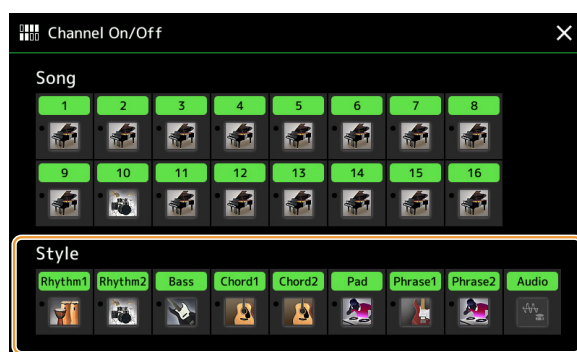 Channel On/Off
Song
1 2 3 4 5 6 7 8
9 10 11 12 13 14 15 16
Style
Rhythm1 Rhythm2 Bass Chord1 Chord2 Pad Phrase1 Phrase2 Audio